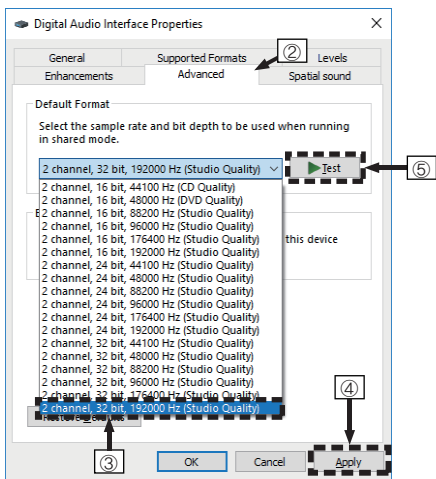 Digital Audio Interface Properties
General Supported Formats ② Levels
Enhancements Advanced Spatial sound
Default Format
Select the sample rate and bit depth to be used when running
in shared mode.
2 channel, 32 bit, 192000 Hz (Studio Quality) Test ⑤
2 channel, 16 bit, 44100 Hz (CD Quality)
2 channel, 16 bit, 48000 Hz (DVD Quality)
2 channel, 16 bit, 88200 Hz (Studio Quality)
2 channel, 16 bit, 96000 Hz (Studio Quality)
2 channel, 16 bit, 176400 Hz (Studio Quality) this device
2 channel, 16 bit, 192000 Hz (Studio Quality)
2 channel, 24 bit, 44100 Hz (Studio Quality)
2 channel, 24 bit, 48000 Hz (Studio Quality)
2 channel, 24 bit, 88200 Hz (Studio Quality)
2 channel, 24 bit, 96000 Hz (Studio Quality)
2 channel, 24 bit, 176400 Hz (Studio Quality)
2 channel, 24 bit, 192000 Hz (Studio Quality)
2 channel, 32 bit, 44100 Hz (Studio Quality)
2 channel, 32 bit, 48000 Hz (Studio Quality)
2 channel, 32 bit, 88200 Hz (Studio Quality)
2 channel, 32 bit, 96000 Hz (Studio Quality)
2 channel, 32 bit, 176400 Hz (Studio Quality)
2 channel, 32 bit, 192000 Hz (Studio Quality)
④
③ OK Cancel Apply